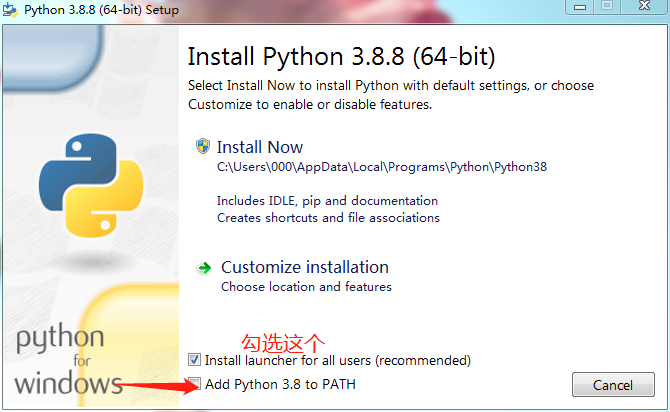 Python 3.8.8 (64-bit) Setup
Install Python 3.8.8 (64-bit)
Select Install Now to install Python with default settings, or choose
Customize to enable or disable features.
Install Now
C:\Users\000\AppData\Local\Programs\Python\Python38
Includes IDLE, pip and documentation
Creates shortcuts and file associations
Customize installation
Choose location and features
勾选这个
Install launcher for all users (recommended)
Add Python 3.8 to PATH
Cancel
python
for
windows